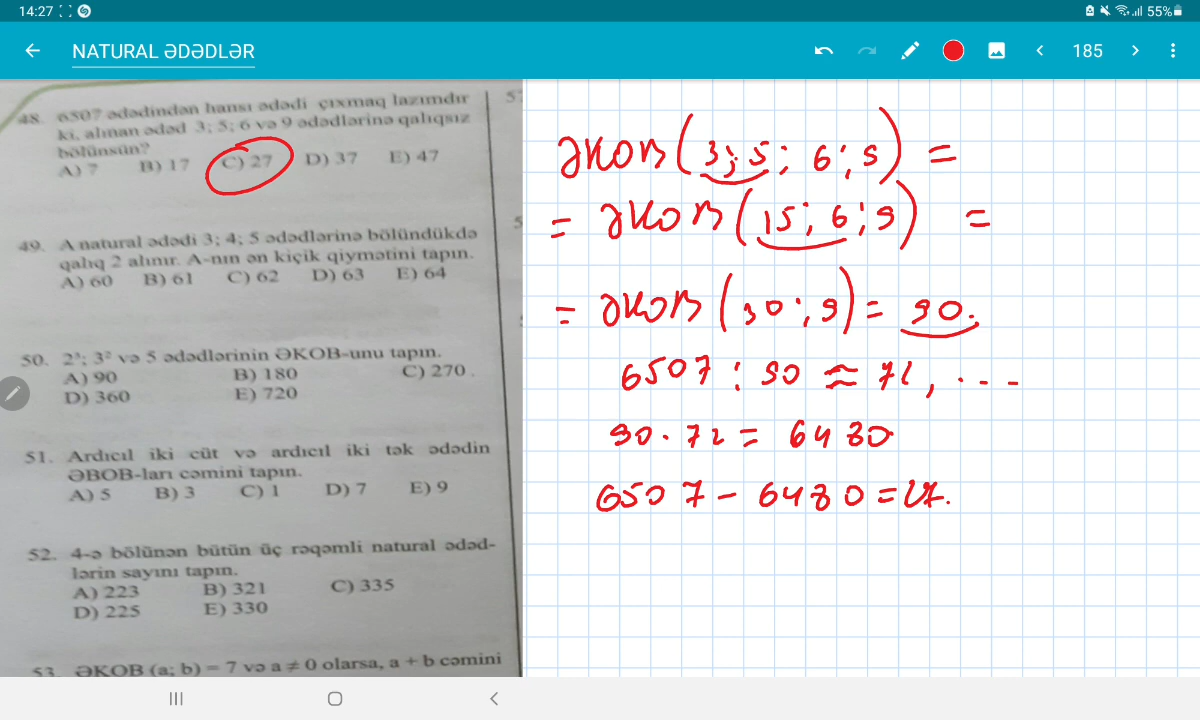 14:27
55%
NATURAL ƏDƏDLƏR
185
48. 6507 ədədindən hansı ədədi çıxmaq lazımdır
ki, alınan ədəd 3; 5; 6 və 9 ədədlərinə qalıqsız
bölünsün?
A) 7 B) 17 C) 27 D) 37 E) 47
49. A natural ədədi 3; 4; 5 ədədlərinə bölündükdə
qalıq 2 alınır. A-nın ən kiçik qiymətini tapın.
A) 60 B) 61 C) 62 D) 63 E) 64
50. 2³; 3² və 5 ədədlərinin ƏKOB-unu tapın.
A) 90 B) 180 C) 270
D) 360 E) 720
51. Ardıcıl iki cüt və ardıcıl iki tək ədədin
ƏBOB-ları cəmini tapın.
A) 5 B) 3 C) 1 D) 7 E) 9
52. 4-ə bölünən bütün üç rəqəmli natural ədəd-
lərin sayını tapın.
A) 223 B) 321 C) 335
D) 225 E) 330
53. ƏKOB (a; b) = 7 və a ≠ 0 olarsa, a + b cəmini
ƏKOB(3; 5; 6; 9) =
= ƏKOB(15; 6; 9) =
= ƏKOB(30; 9) = 90.
6507 : 90 ≈ 72, ...
90 · 72 = 6480
6507 - 6480 = 27.